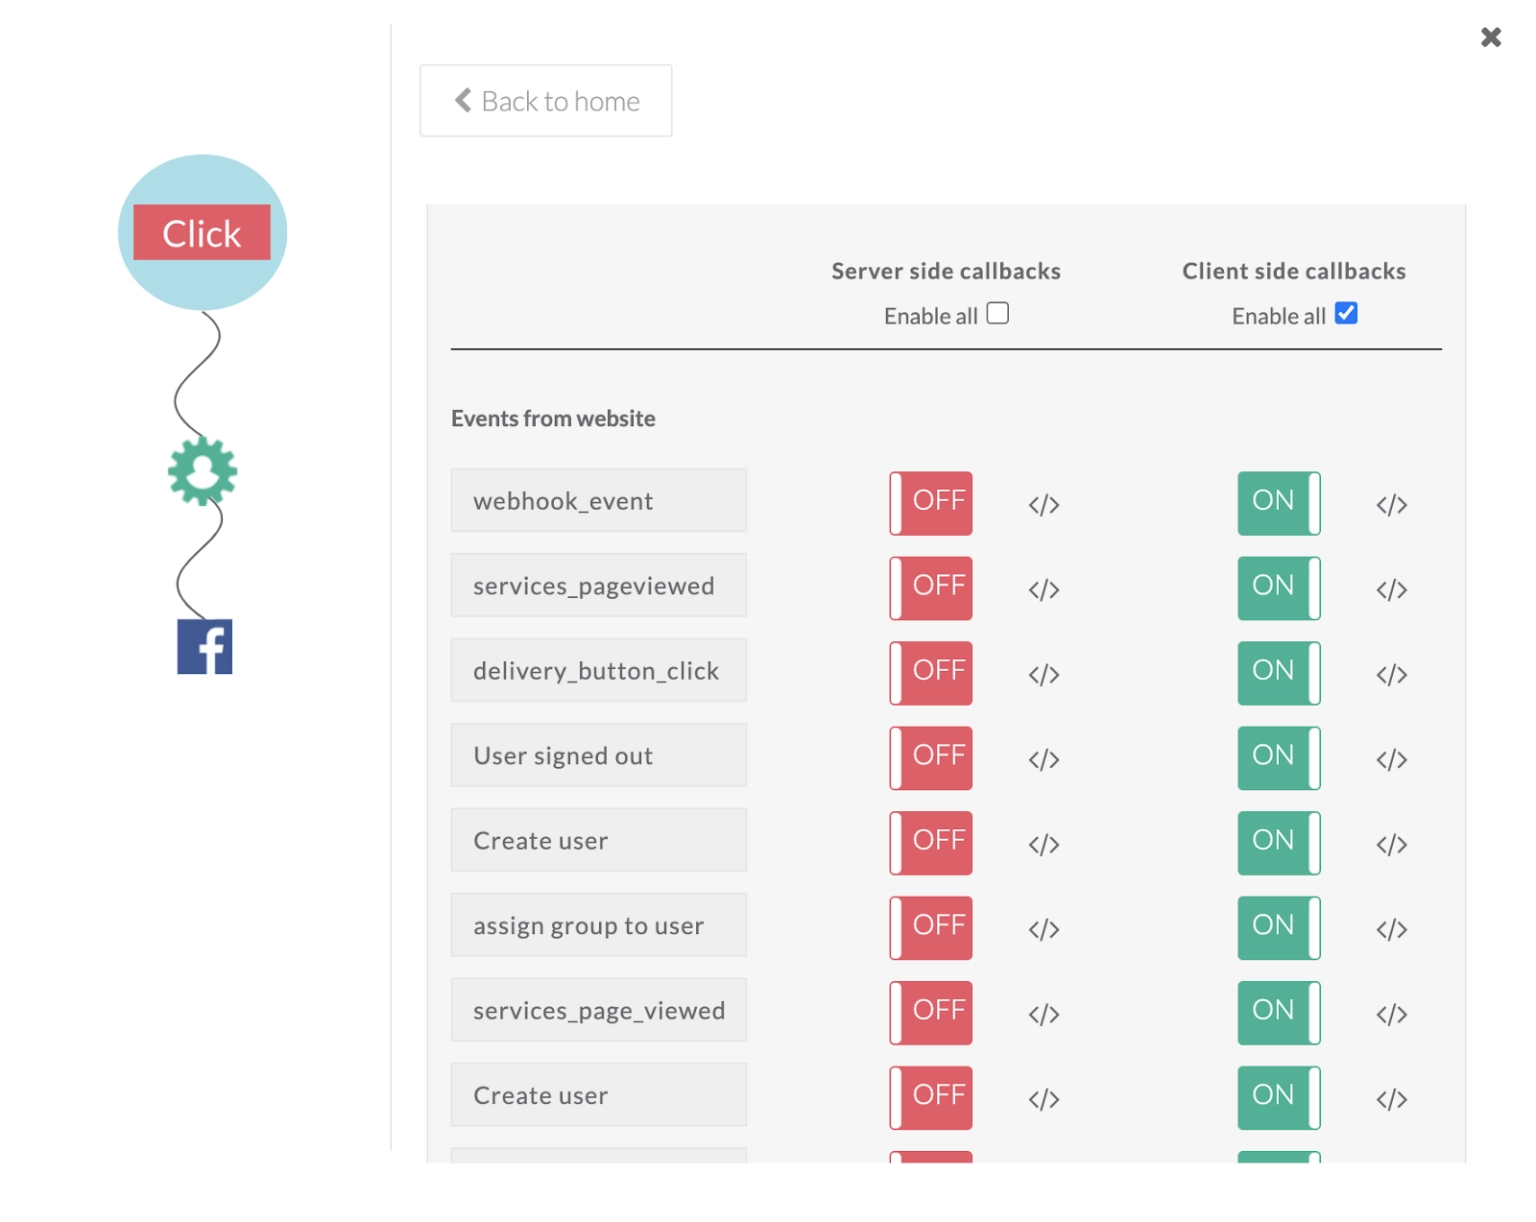 Back to home
Click
Server side callbacks Client side callbacks
Enable all Enable all
Events from website
webhook_event OFF </> ON </>
services_pageviewed OFF </> ON </>
delivery_button_click OFF </> ON </>
User signed out OFF </> ON </>
Create user OFF </> ON </>
assign group to user OFF </> ON </>
services_page_viewed OFF </> ON </>
Create user OFF </> ON </>